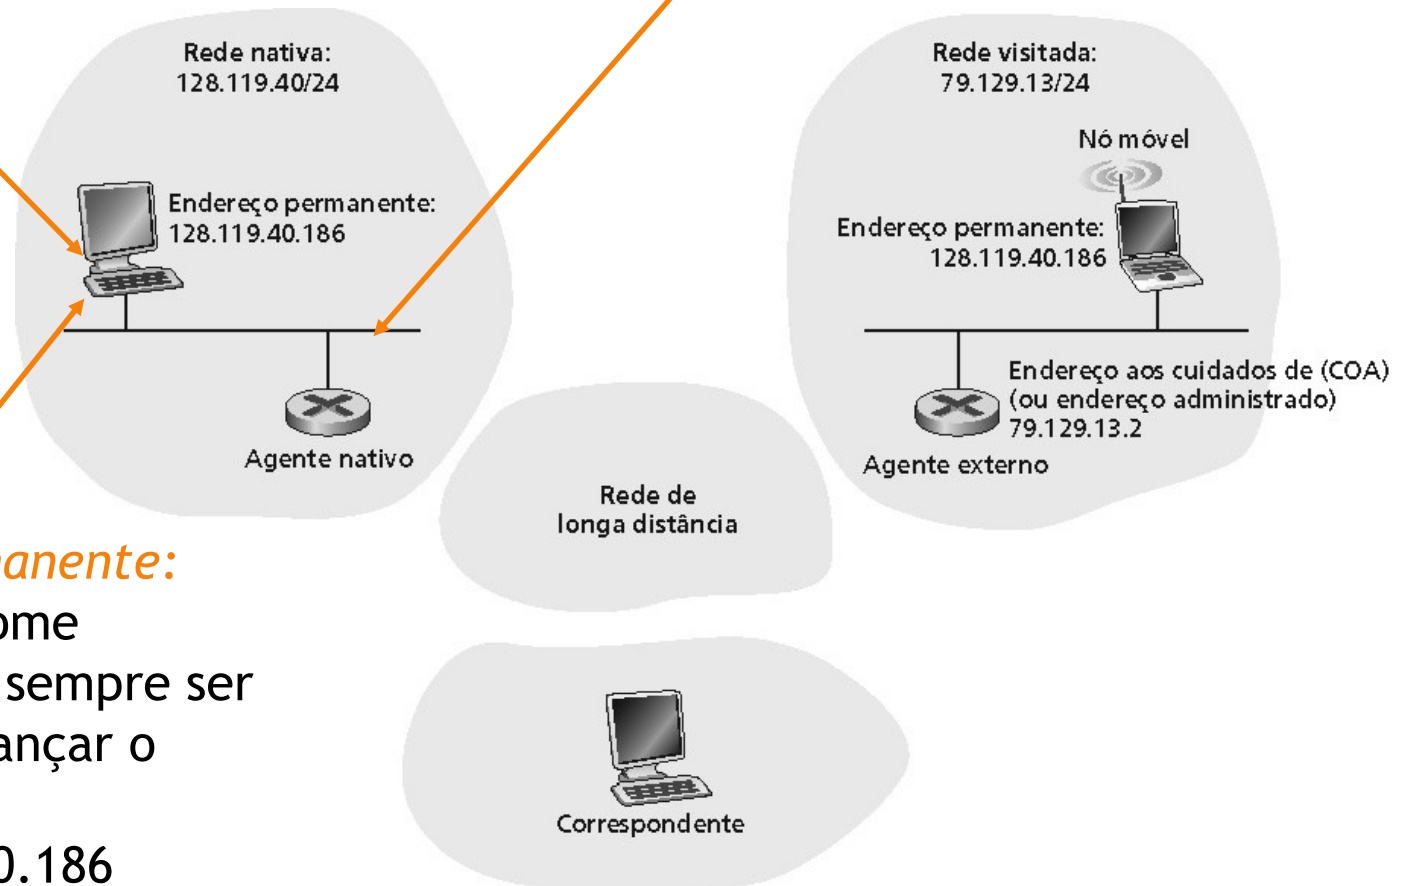 Rede nativa:
128.119.40/24
Endereço permanente:
128.119.40.186
Agente nativo
Rede visitada:
79.129.13/24
Nó móvel
Endereço permanente:
128.119.40.186
Endereço aos cuidados de (COA)
(ou endereço administrado)
79.129.13.2
Agente externo
Rede de
longa distância
Correspondente
anente:
ome
sempre ser
ançar o
0.186